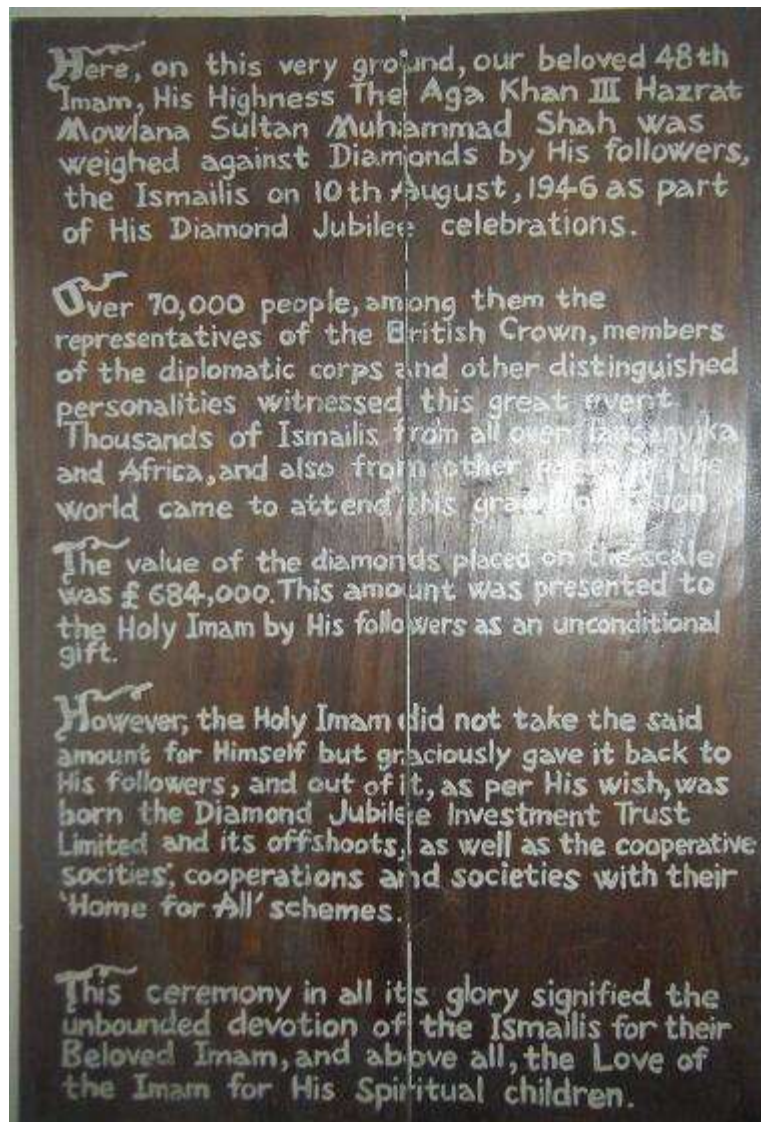 Here, on this very ground, our beloved 48th
Imam, His Highness The Aga Khan III Hazrat
Mowlana Sultan Muhammad Shah was
weighed against Diamonds by His followers,
the Ismailis on 10th August, 1946 as part
of His Diamond Jubilee celebrations.
Over 70,000 people, among them the
representatives of the British Crown, members
of the diplomatic corps and other distinguished
personalities witnessed this great event
Thousands of Ismailis from all over Tanganyika
and Africa, and also from other parts of the
world came to attend this grand occasion
The value of the diamonds placed on the scale
was £ 684,000. This amount was presented to
the Holy Imam by His followers as an unconditional
gift.
However, the Holy Imam did not take the said
amount for Himself but graciously gave it back to
His followers, and out of it, as per His wish, was
born the Diamond Jubilee Investment Trust
Limited and its offshoots, as well as the cooperative
socities', cooperations and societies with their
'Home for All' schemes.
This ceremony in all it's glory signified the
unbounded devotion of the Ismailis for their
Beloved Imam, and above all, the Love of
the Imam for His Spiritual children.